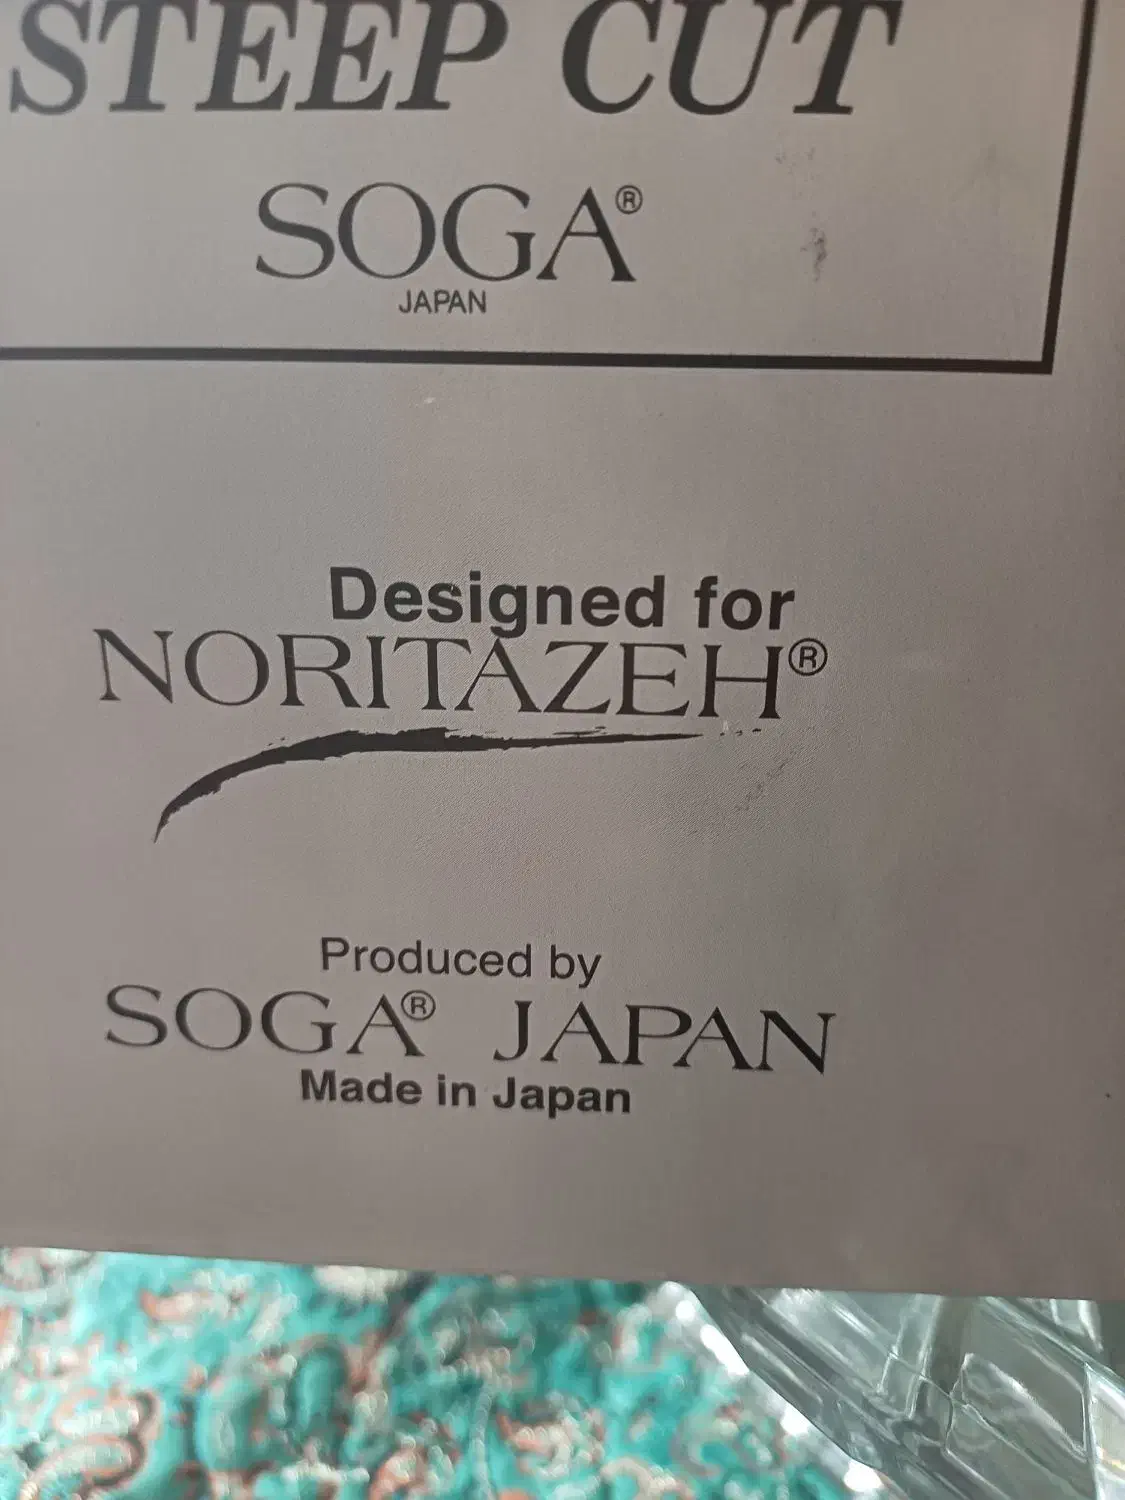 STEEP CUT
SOGA®
JAPAN
Designed for
NORITAZEH®
Produced by
SOGA® JAPAN
Made in Japan